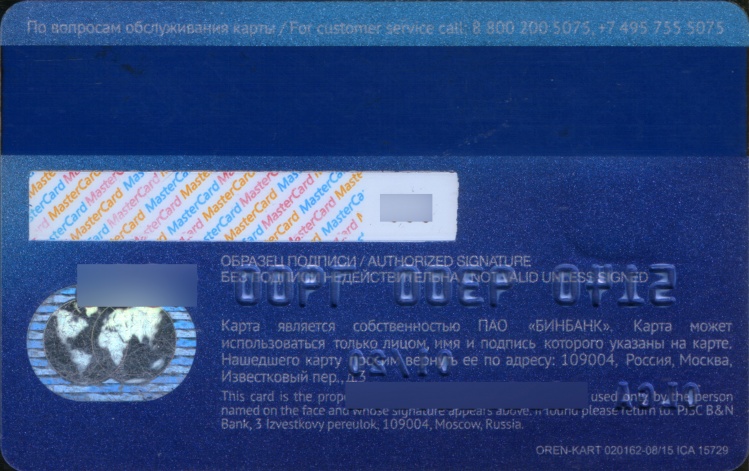 По вопросам обслуживания карты / For customer service call: 8 800 200 5075, +7 495 755 5075
MasterCard MasterCard MasterCard MasterCard
ОБРАЗЕЦ ПОДПИСИ / AUTHORIZED SIGNATURE
БЕЗ ПОДПИСИ НЕДЕЙСТВИТЕЛЬНА / NOT VALID UNLESS SIGNED
Карта является собственностью ПАО «БИНБАНК». Карта может
использоваться только лицом, имя и подпись которого указаны на карте.
Нашедшего карту просим вернуть ее по адресу: 109004, Россия, Москва,
Известковый пер., д.3
This card is the used only by the person
named on the face and whose signature appears above. If found please return to: PJSC B&N
Bank, 3 Izvestkovy pereulok, 109004, Moscow, Russia.
OREN-KART 020162-08/15 ICA 15729